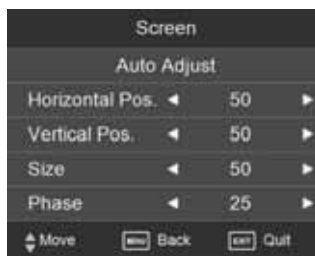 Screen
Auto Adjust
Horizontal Pos. 50
Vertical Pos. 50
Size 50
Phase 25
Move MENU Back EXIT Quit